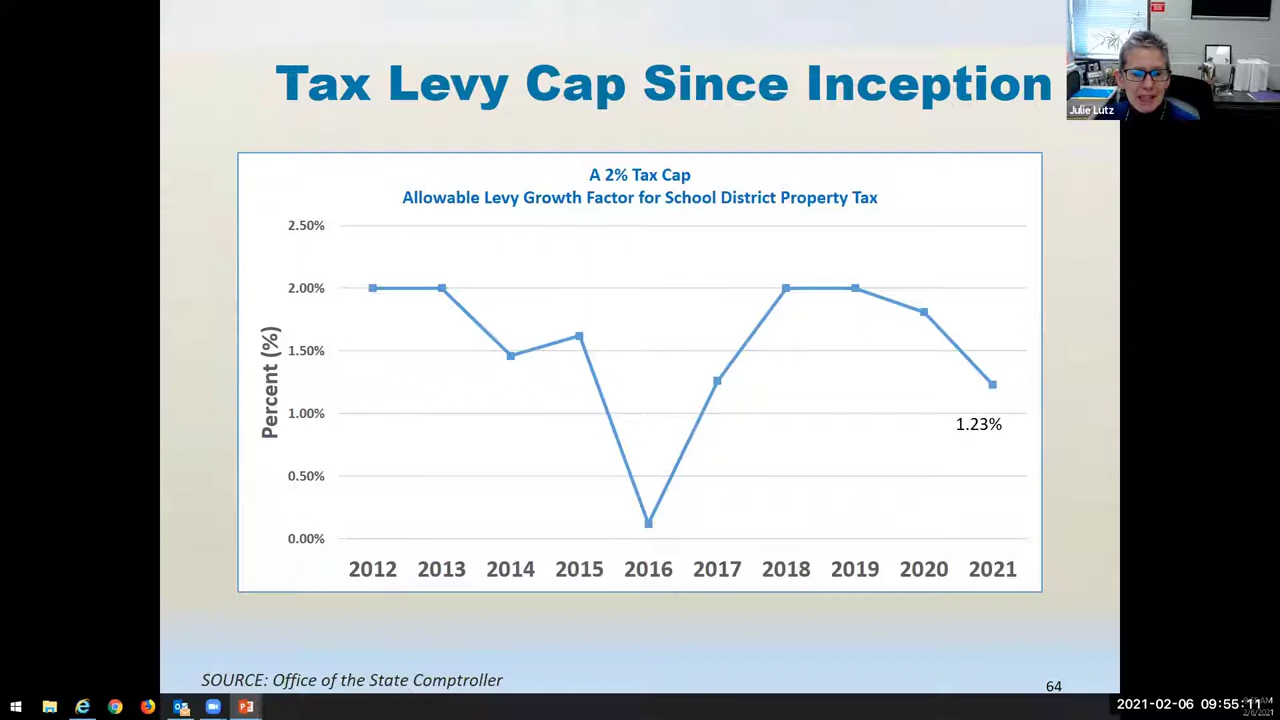 Tax Levy Cap Since Inception
Julie Lutz
A 2% Tax Cap
Allowable Levy Growth Factor for School District Property Tax
2.50%
2.00%
1.50%
1.00%
0.50%
0.00%
Percent (%)
1.23%
2012 2013 2014 2015 2016 2017 2018 2019 2020 2021
SOURCE: Office of the State Comptroller
64
2021-02-06 09:55:11